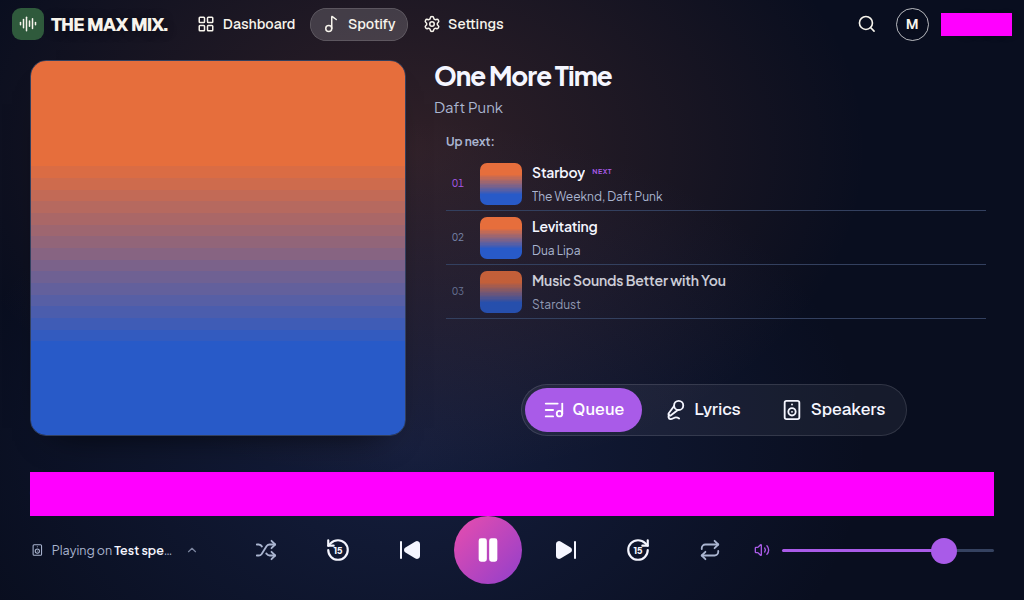 THE MAX MIX.
Dashboard
Spotify
Settings
M
One More Time
Daft Punk
Up next:
01
Starboy NEXT
The Weeknd, Daft Punk
02
Levitating
Dua Lipa
03
Music Sounds Better with You
Stardust
Queue
Lyrics
Speakers
Playing on Test spe...
15
15